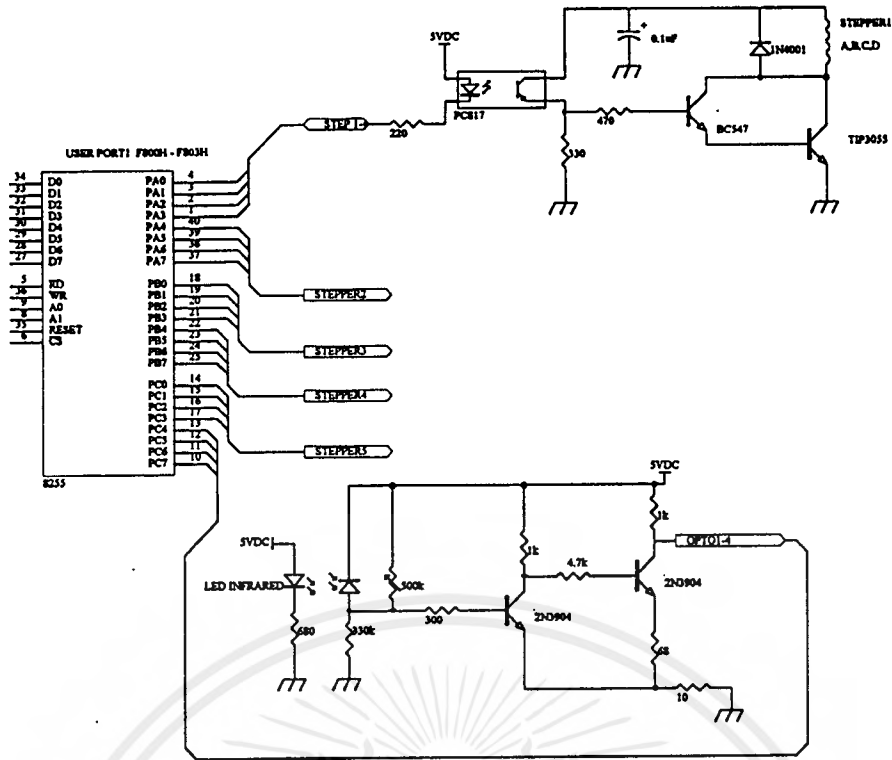 5VDC
+
0.1uF
1N4001
STEPPER1
A,B,C,D
PC817
STEP1-
220
470
330
BC547
TIP3055
USER PORT1 F800H - F803H
34 D0
33 D1
32 D2
31 D3
30 D4
29 D5
28 D6
27 D7
5 RD
36 WR
9 A0
8 A1
35 RESET
6 CS
PA0 4
PA1 3
PA2 2
PA3 1
PA4 40
PA5 39
PA6 38
PA7 37
PB0 18
PB1 19
PB2 20
PB3 21
PB4 22
PB5 23
PB6 24
PB7 25
PC0 14
PC1 15
PC2 16
PC3 17
PC4 13
PC5 12
PC6 11
PC7 10
8255
STEPPER2
STEPPER3
STEPPER4
STEPPER5
5VDC
LED INFRARED
680
330k
500k
300
1k
4.7k
2N3904
5VDC
1k
OPTO1-4
2N3904
68
10